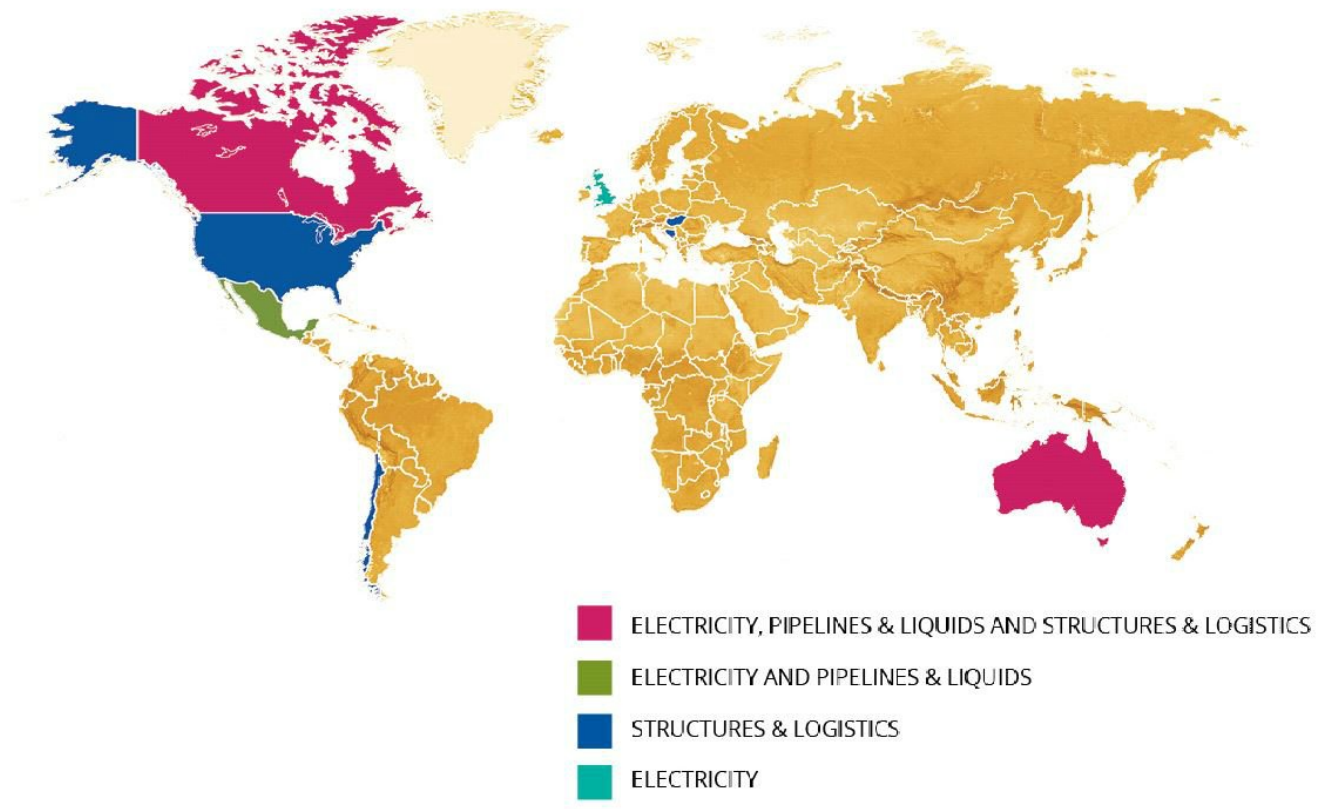 ELECTRICITY, PIPELINES & LIQUIDS AND STRUCTURES & LOGISTICS
ELECTRICITY AND PIPELINES & LIQUIDS
STRUCTURES & LOGISTICS
ELECTRICITY